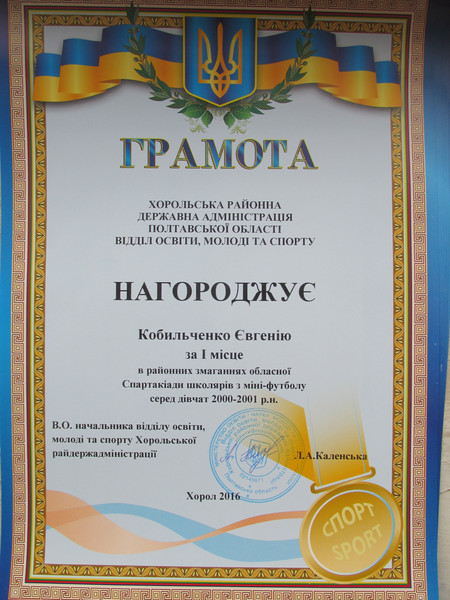 ГРАМОТА
ХОРОЛЬСЬКА РАЙОННА
ДЕРЖАВНА АДМІНІСТРАЦІЯ
ПОЛТАВСЬКОЇ ОБЛАСТІ
ВІДДІЛ ОСВІТИ, МОЛОДІ ТА СПОРТУ
НАГОРОДЖУЄ
Кобильченко Євгенію
за І місце
в районних змаганнях обласної
Спартакіади школярів з міні-футболу
серед дівчат 2000-2001 р.н.
В.О. начальника відділу освіти,
молоді та спорту Хорольської
райдержадміністрації
Л.А.Каленська
Хорол 2016
СПОРТ
SPORT